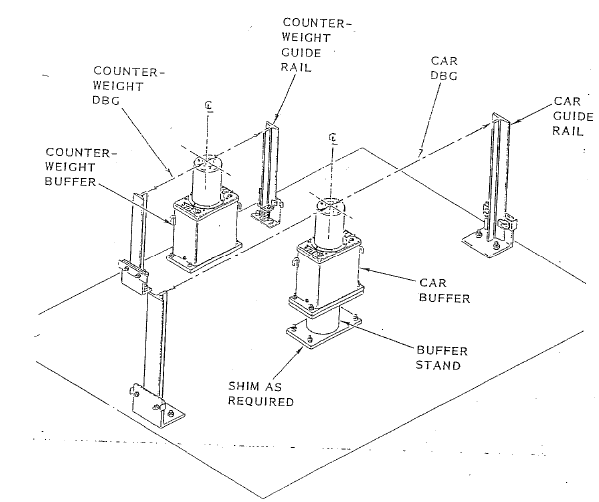 COUNTER-
WEIGHT
GUIDE
RAIL
COUNTER-
WEIGHT
DBG
CAR
DBG
CAR
GUIDE
RAIL
℄
℄
COUNTER-
WEIGHT
BUFFER
CAR
BUFFER
BUFFER
STAND
SHIM AS
REQUIRED